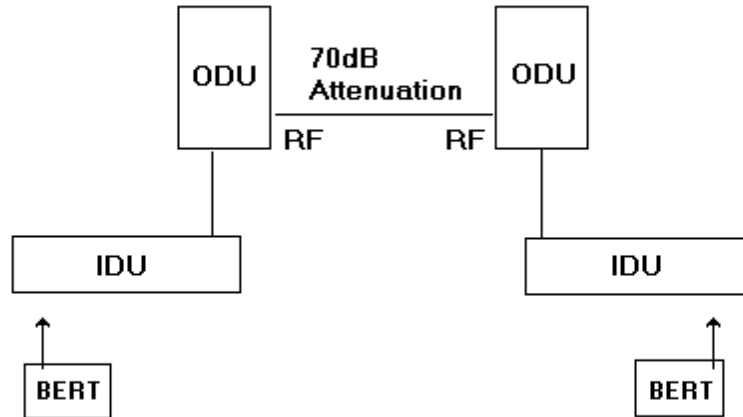 ODU
70dB
Attenuation
ODU
RF
RF
IDU
IDU
BERT
BERT